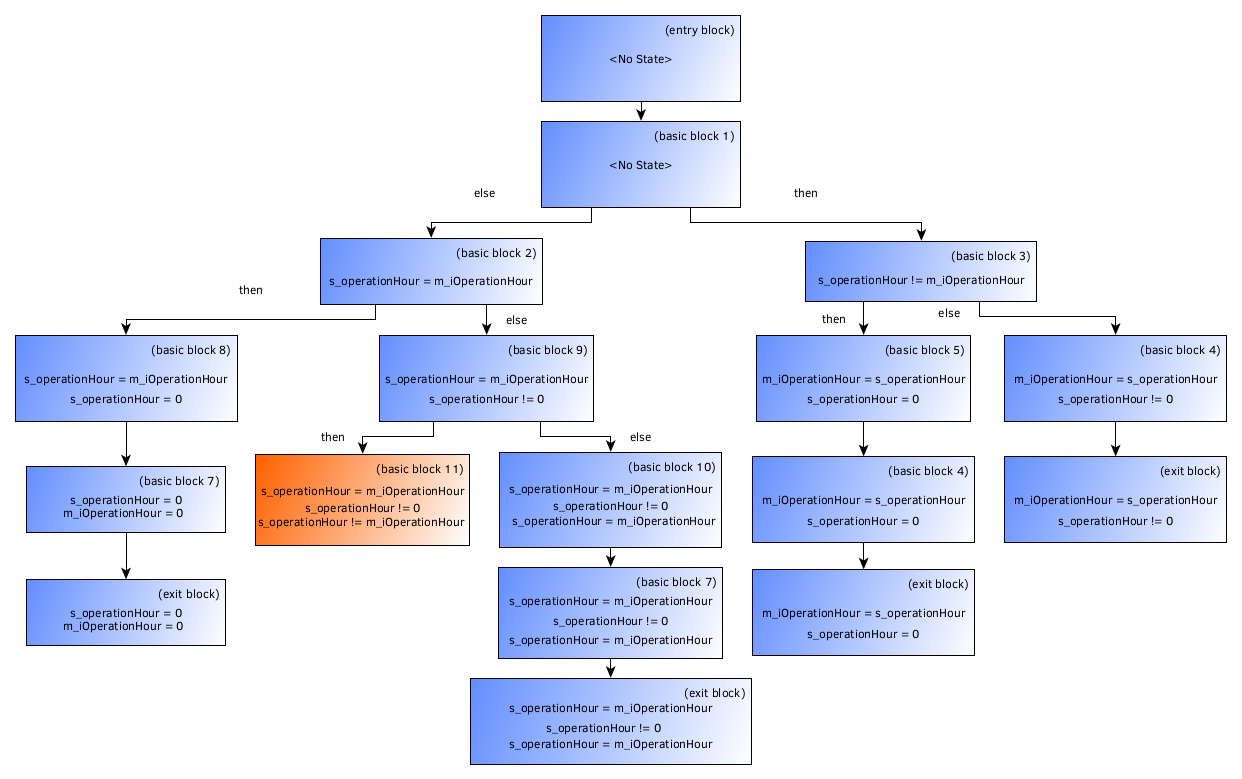 (entry block)
<No State>
(basic block 1)
<No State>
else
then
(basic block 2)
s_operationHour = m_iOperationHour
(basic block 3)
s_operationHour != m_iOperationHour
then
else
then
else
(basic block 8)
s_operationHour = m_iOperationHour
s_operationHour = 0
(basic block 9)
s_operationHour = m_iOperationHour
s_operationHour != 0
(basic block 5)
m_iOperationHour = s_operationHour
s_operationHour = 0
(basic block 4)
m_iOperationHour = s_operationHour
s_operationHour != 0
then
else
(basic block 7)
s_operationHour = 0
m_iOperationHour = 0
(basic block 11)
s_operationHour = m_iOperationHour
s_operationHour != 0
s_operationHour != m_iOperationHour
(basic block 10)
s_operationHour = m_iOperationHour
s_operationHour != 0
s_operationHour = m_iOperationHour
(basic block 4)
m_iOperationHour = s_operationHour
s_operationHour = 0
(exit block)
m_iOperationHour = s_operationHour
s_operationHour != 0
(exit block)
s_operationHour = 0
m_iOperationHour = 0
(basic block 7)
s_operationHour = m_iOperationHour
s_operationHour != 0
s_operationHour = m_iOperationHour
(exit block)
m_iOperationHour = s_operationHour
s_operationHour = 0
(exit block)
s_operationHour = m_iOperationHour
s_operationHour != 0
s_operationHour = m_iOperationHour